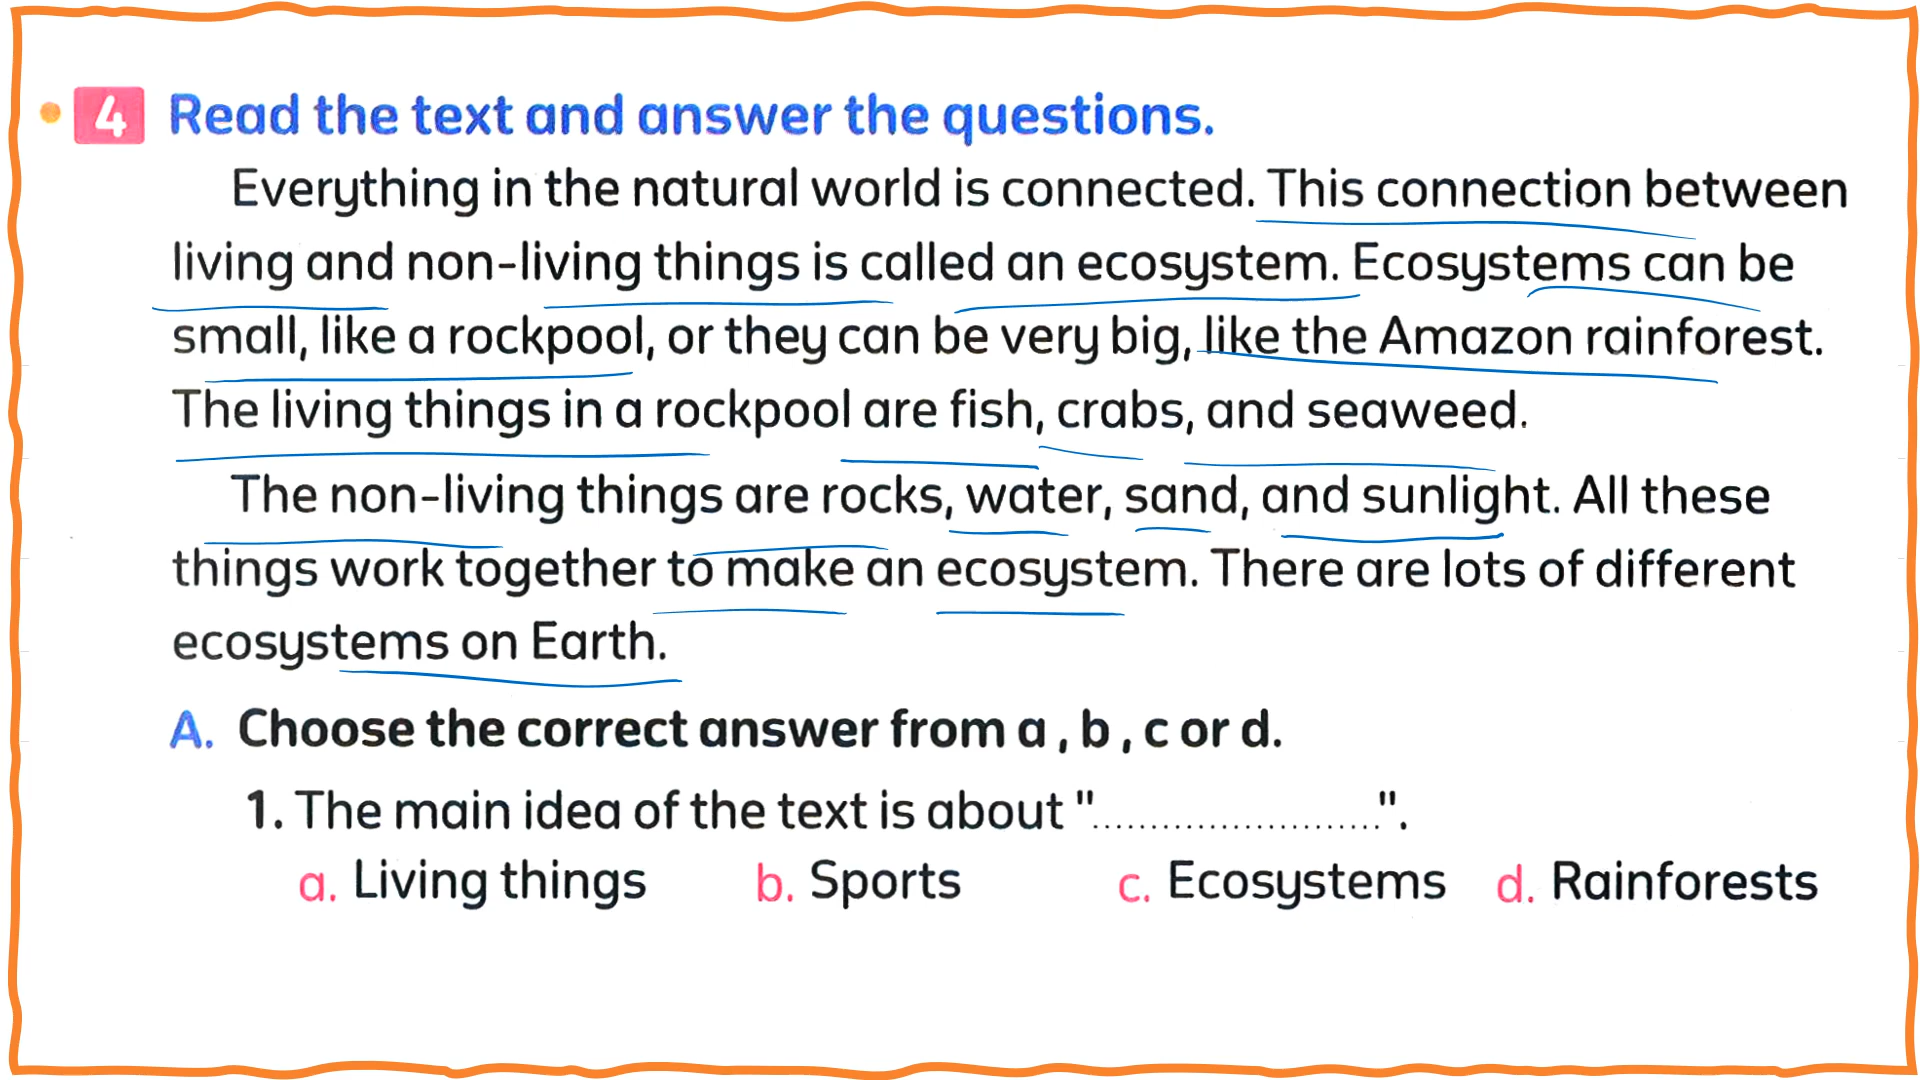 4 Read the text and answer the questions.
Everything in the natural world is connected. This connection between
living and non-living things is called an ecosystem. Ecosystems can be
small, like a rockpool, or they can be very big, like the Amazon rainforest.
The living things in a rockpool are fish, crabs, and seaweed.
The non-living things are rocks, water, sand, and sunlight. All these
things work together to make an ecosystem. There are lots of different
ecosystems on Earth.
A. Choose the correct answer from a , b , c or d.
1. The main idea of the text is about ".........................".
a. Living things b. Sports c. Ecosystems d. Rainforests